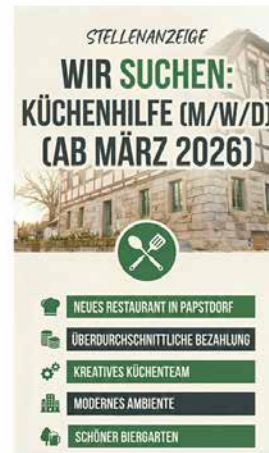 STELLENANZEIGE
WIR SUCHEN:
KÜCHENHILFE (M/W/D)
(AB MÄRZ 2026)
NEUES RESTAURANT IN PAPSTDORF
ÜBERDURCHSCHNITTLICHE BEZAHLUNG
KREATIVES KÜCHENTEAM
MODERNES AMBIENTE
SCHÖNER BIERGARTEN